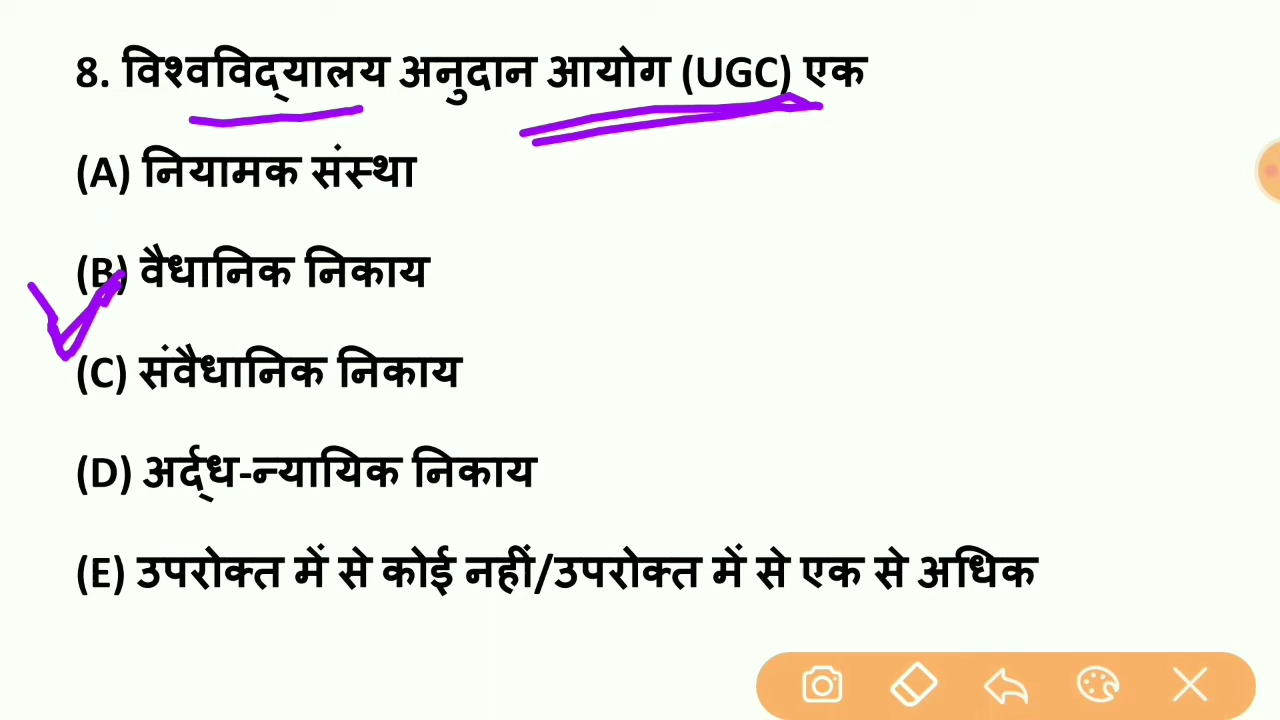 8. विश्वविद्यालय अनुदान आयोग (UGC) एक
(A) नियामक संस्था
(B) वैधानिक निकाय
(C) संवैधानिक निकाय
(D) अर्द्ध-न्यायिक निकाय
(E) उपरोक्त में से कोई नहीं/उपरोक्त में से एक से अधिक